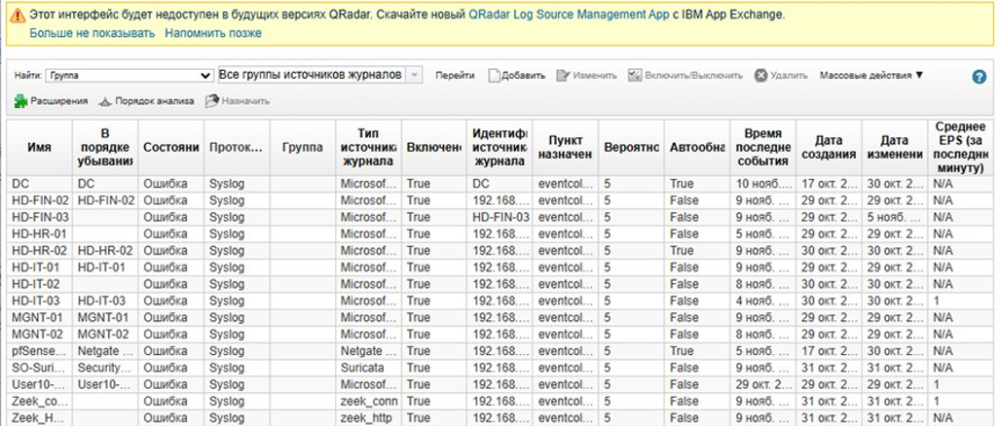 Этот интерфейс будет недоступен в будущих версиях QRadar. Скачайте новый QRadar Log Source Management App с IBM App Exchange.
Больше не показывать Напомнить позже
Найти: Группа Все группы источников журналов Перейти Добавить Изменить Включить/Выключить Удалить Массовые действия ▼
Расширения Порядок анализа Назначить
Имя В порядке убывания Состояни Проток... Группа Тип источник журнала Включено Идентифи источник журнала Пункт назначен Вероятно Автообна Время последне события Дата создания Дата изменени Среднее EPS (за последню минуту)
DC DC Ошибка Syslog Microsof... True DC eventcol... 5 True 10 нояб.... 17 окт. 2... 30 окт. 2... N/A
HD-FIN-02 HD-FIN-02 Ошибка Syslog Microsof... True 192.168.... eventcol... 5 False 9 нояб. ... 29 окт. 2... 29 окт. 2... N/A
HD-FIN-03 Ошибка Syslog Microsof... True HD-FIN-03 eventcol... 5 False 9 нояб. ... 29 окт. 2... 5 нояб. ... N/A
HD-HR-01 Ошибка Syslog Microsof... True 192.168.... eventcol... 5 False 5 нояб. ... 29 окт. 2... 29 окт. 2... N/A
HD-HR-02 HD-HR-02 Ошибка Syslog Microsof... True 192.168.... eventcol... 5 True 9 нояб. ... 30 окт. 2... 30 окт. 2... N/A
HD-IT-01 HD-IT-01 Ошибка Syslog Microsof... True 192.168.... eventcol... 5 False 9 нояб. ... 29 окт. 2... 29 окт. 2... N/A
HD-IT-02 Ошибка Syslog Microsof... True 192.168.... eventcol... 5 False 8 нояб. ... 30 окт. 2... 30 окт. 2... N/A
HD-IT-03 HD-IT-03 Ошибка Syslog Microsof... True 192.168.... eventcol... 5 False 4 нояб. ... 30 окт. 2... 30 окт. 2... 1
MGNT-01 MGNT-01 Ошибка Syslog Microsof... True 192.168.... eventcol... 5 False 9 нояб. ... 29 окт. 2... 29 окт. 2... N/A
MGNT-02 MGNT-02 Ошибка Syslog Microsof... True 192.168.... eventcol... 5 False 8 нояб. ... 29 окт. 2... 29 окт. 2... N/A
pfSense... Netgate ... Ошибка Syslog Netgate ... True 192.168.... eventcol... 5 True 5 нояб. ... 17 окт. 2... 30 окт. 2... N/A
SO-Suri... Security... Ошибка Syslog Suricata True 192.168.... eventcol... 5 False 9 нояб. ... 31 окт. 2... 31 окт. 2... N/A
User10-... User10-... Ошибка Syslog Microsof... True 192.168.... eventcol... 5 False 29 окт. 2... 29 окт. 2... 29 окт. 2... 1
Zeek_co... Ошибка Syslog zeek_conn True 192.168.... eventcol... 5 False 9 нояб. ... 31 окт. 2... 31 окт. 2... 1
Zeek_H... Ошибка Syslog zeek_http True 192.168.... eventcol... 5 False 9 нояб. ... 31 окт. 2... 31 окт. 2... N/A